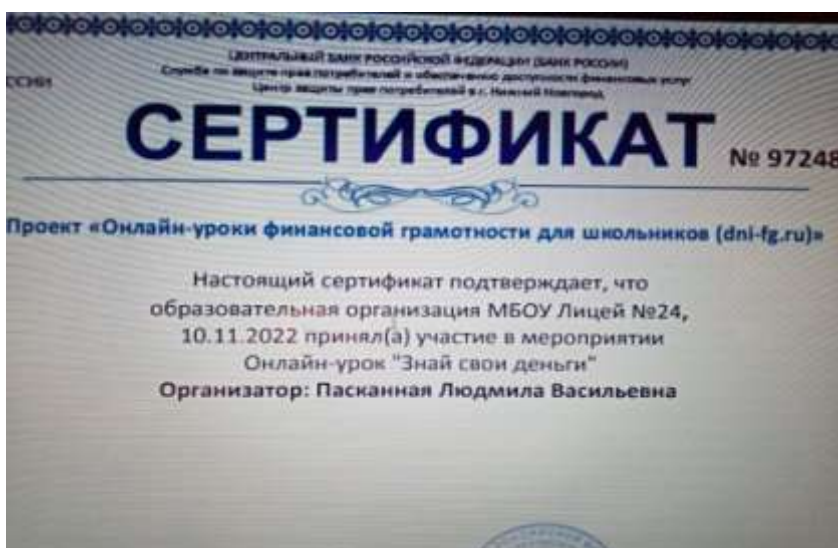 ЦЕНТРАЛЬНЫЙ БАНК РОССИЙСКОЙ ФЕДЕРАЦИИ (БАНК РОССИИ)
Служба по защите прав потребителей и обеспечению доступности финансовых услуг
Центр защиты прав потребителей в г. Нижний Новгород
ССИИ
СЕРТИФИКАТ
№ 97248
Проект «Онлайн-уроки финансовой грамотности для школьников (dni-fg.ru)»
Настоящий сертификат подтверждает, что
образовательная организация МБОУ Лицей №24,
10.11.2022 принял(а) участие в мероприятии
Онлайн-урок "Знай свои деньги"
Организатор: Пасканная Людмила Васильевна